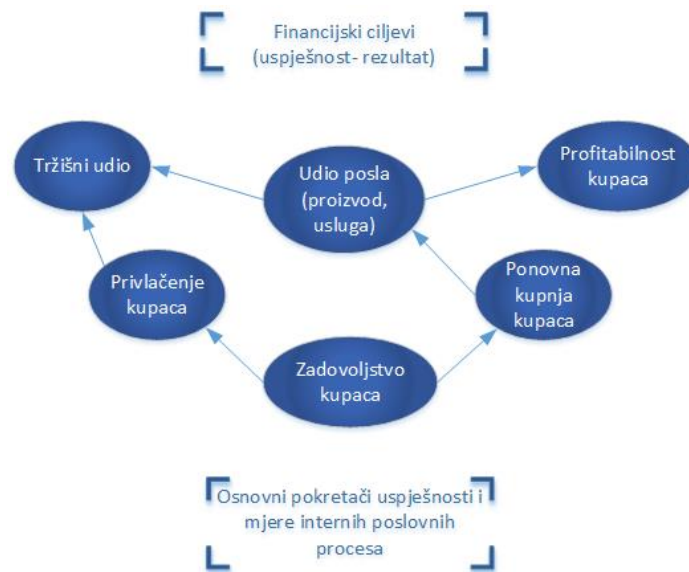 Financijski ciljevi
(uspješnost- rezultat)
Tržišni udio
Udio posla
(proizvod,
usluga)
Profitabilnost
kupaca
Privlačenje
kupaca
Ponovna
kupnja
kupaca
Zadovoljstvo
kupaca
Osnovni pokretači uspješnosti i
mjere internih poslovnih
procesa